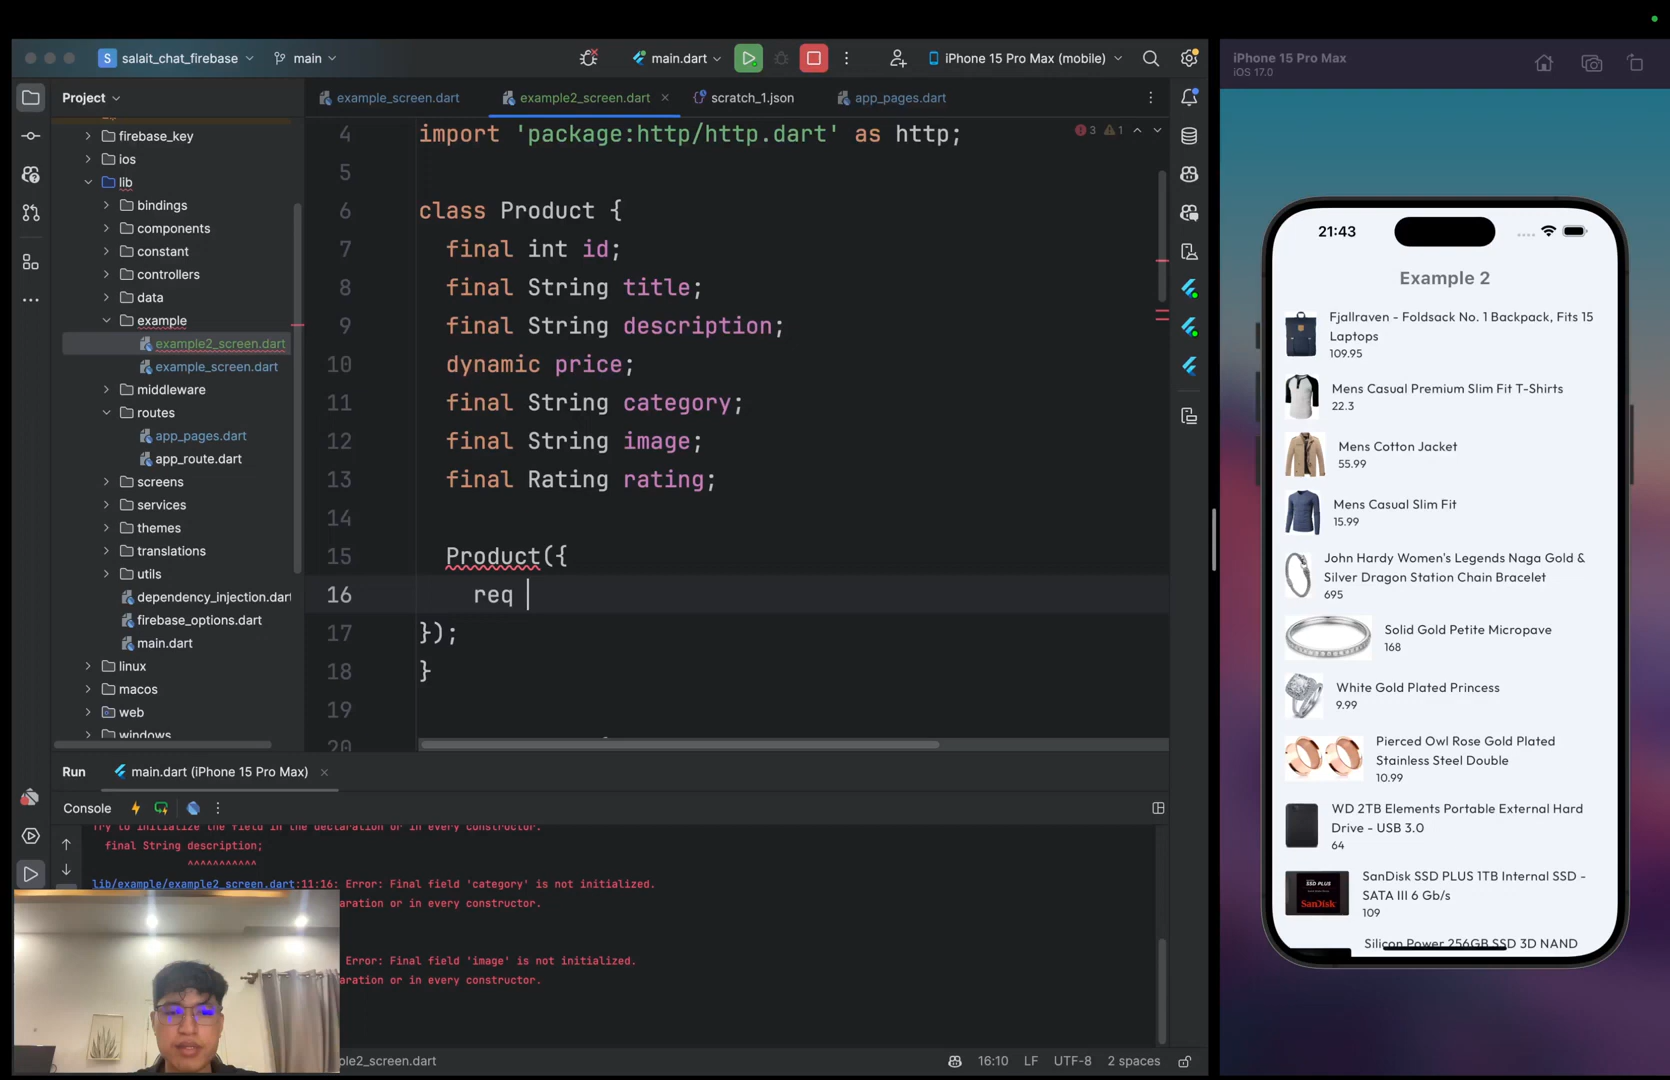 salait_chat_firebase
main
main.dart
iPhone 15 Pro Max (mobile)
iPhone 15 Pro Max
iOS 17.0
Project
example_screen.dart
example2_screen.dart
scratch_1.json
app_pages.dart
firebase_key
ios
lib
bindings
components
constant
controllers
data
example
example2_screen.dart
example_screen.dart
middleware
routes
app_pages.dart
app_route.dart
screens
services
themes
translations
utils
dependency_injection.dart
firebase_options.dart
main.dart
linux
macos
web
windows
3
1
4 import 'package:http/http.dart' as http;
5
6 class Product {
7 final int id;
8 final String title;
9 final String description;
10 dynamic price;
11 final String category;
12 final String image;
13 final Rating rating;
14
15 Product({
16 req
17 });
18 }
19
20
Run
main.dart (iPhone 15 Pro Max)
Console
Try to initialize the field in the declaration or in every constructor.
final String description;
^^^^^^^^^^^
lib/example/example2_screen.dart:11:16: Error: Final field 'category' is not initialized.
aration or in every constructor.
Error: Final field 'image' is not initialized.
aration or in every constructor.
ple2_screen.dart
16:10
LF
UTF-8
2 spaces
21:43
Example 2
Fjallraven - Foldsack No. 1 Backpack, Fits 15
Laptops
109.95
Mens Casual Premium Slim Fit T-Shirts
22.3
Mens Cotton Jacket
55.99
Mens Casual Slim Fit
15.99
John Hardy Women's Legends Naga Gold &
Silver Dragon Station Chain Bracelet
695
Solid Gold Petite Micropave
168
White Gold Plated Princess
9.99
Pierced Owl Rose Gold Plated
Stainless Steel Double
10.99
WD 2TB Elements Portable External Hard
Drive - USB 3.0
64
SanDisk SSD PLUS 1TB Internal SSD -
SATA III 6 Gb/s
109
SSD PLUS
SanDisk
Silicon Power 256GB SSD 3D NAND